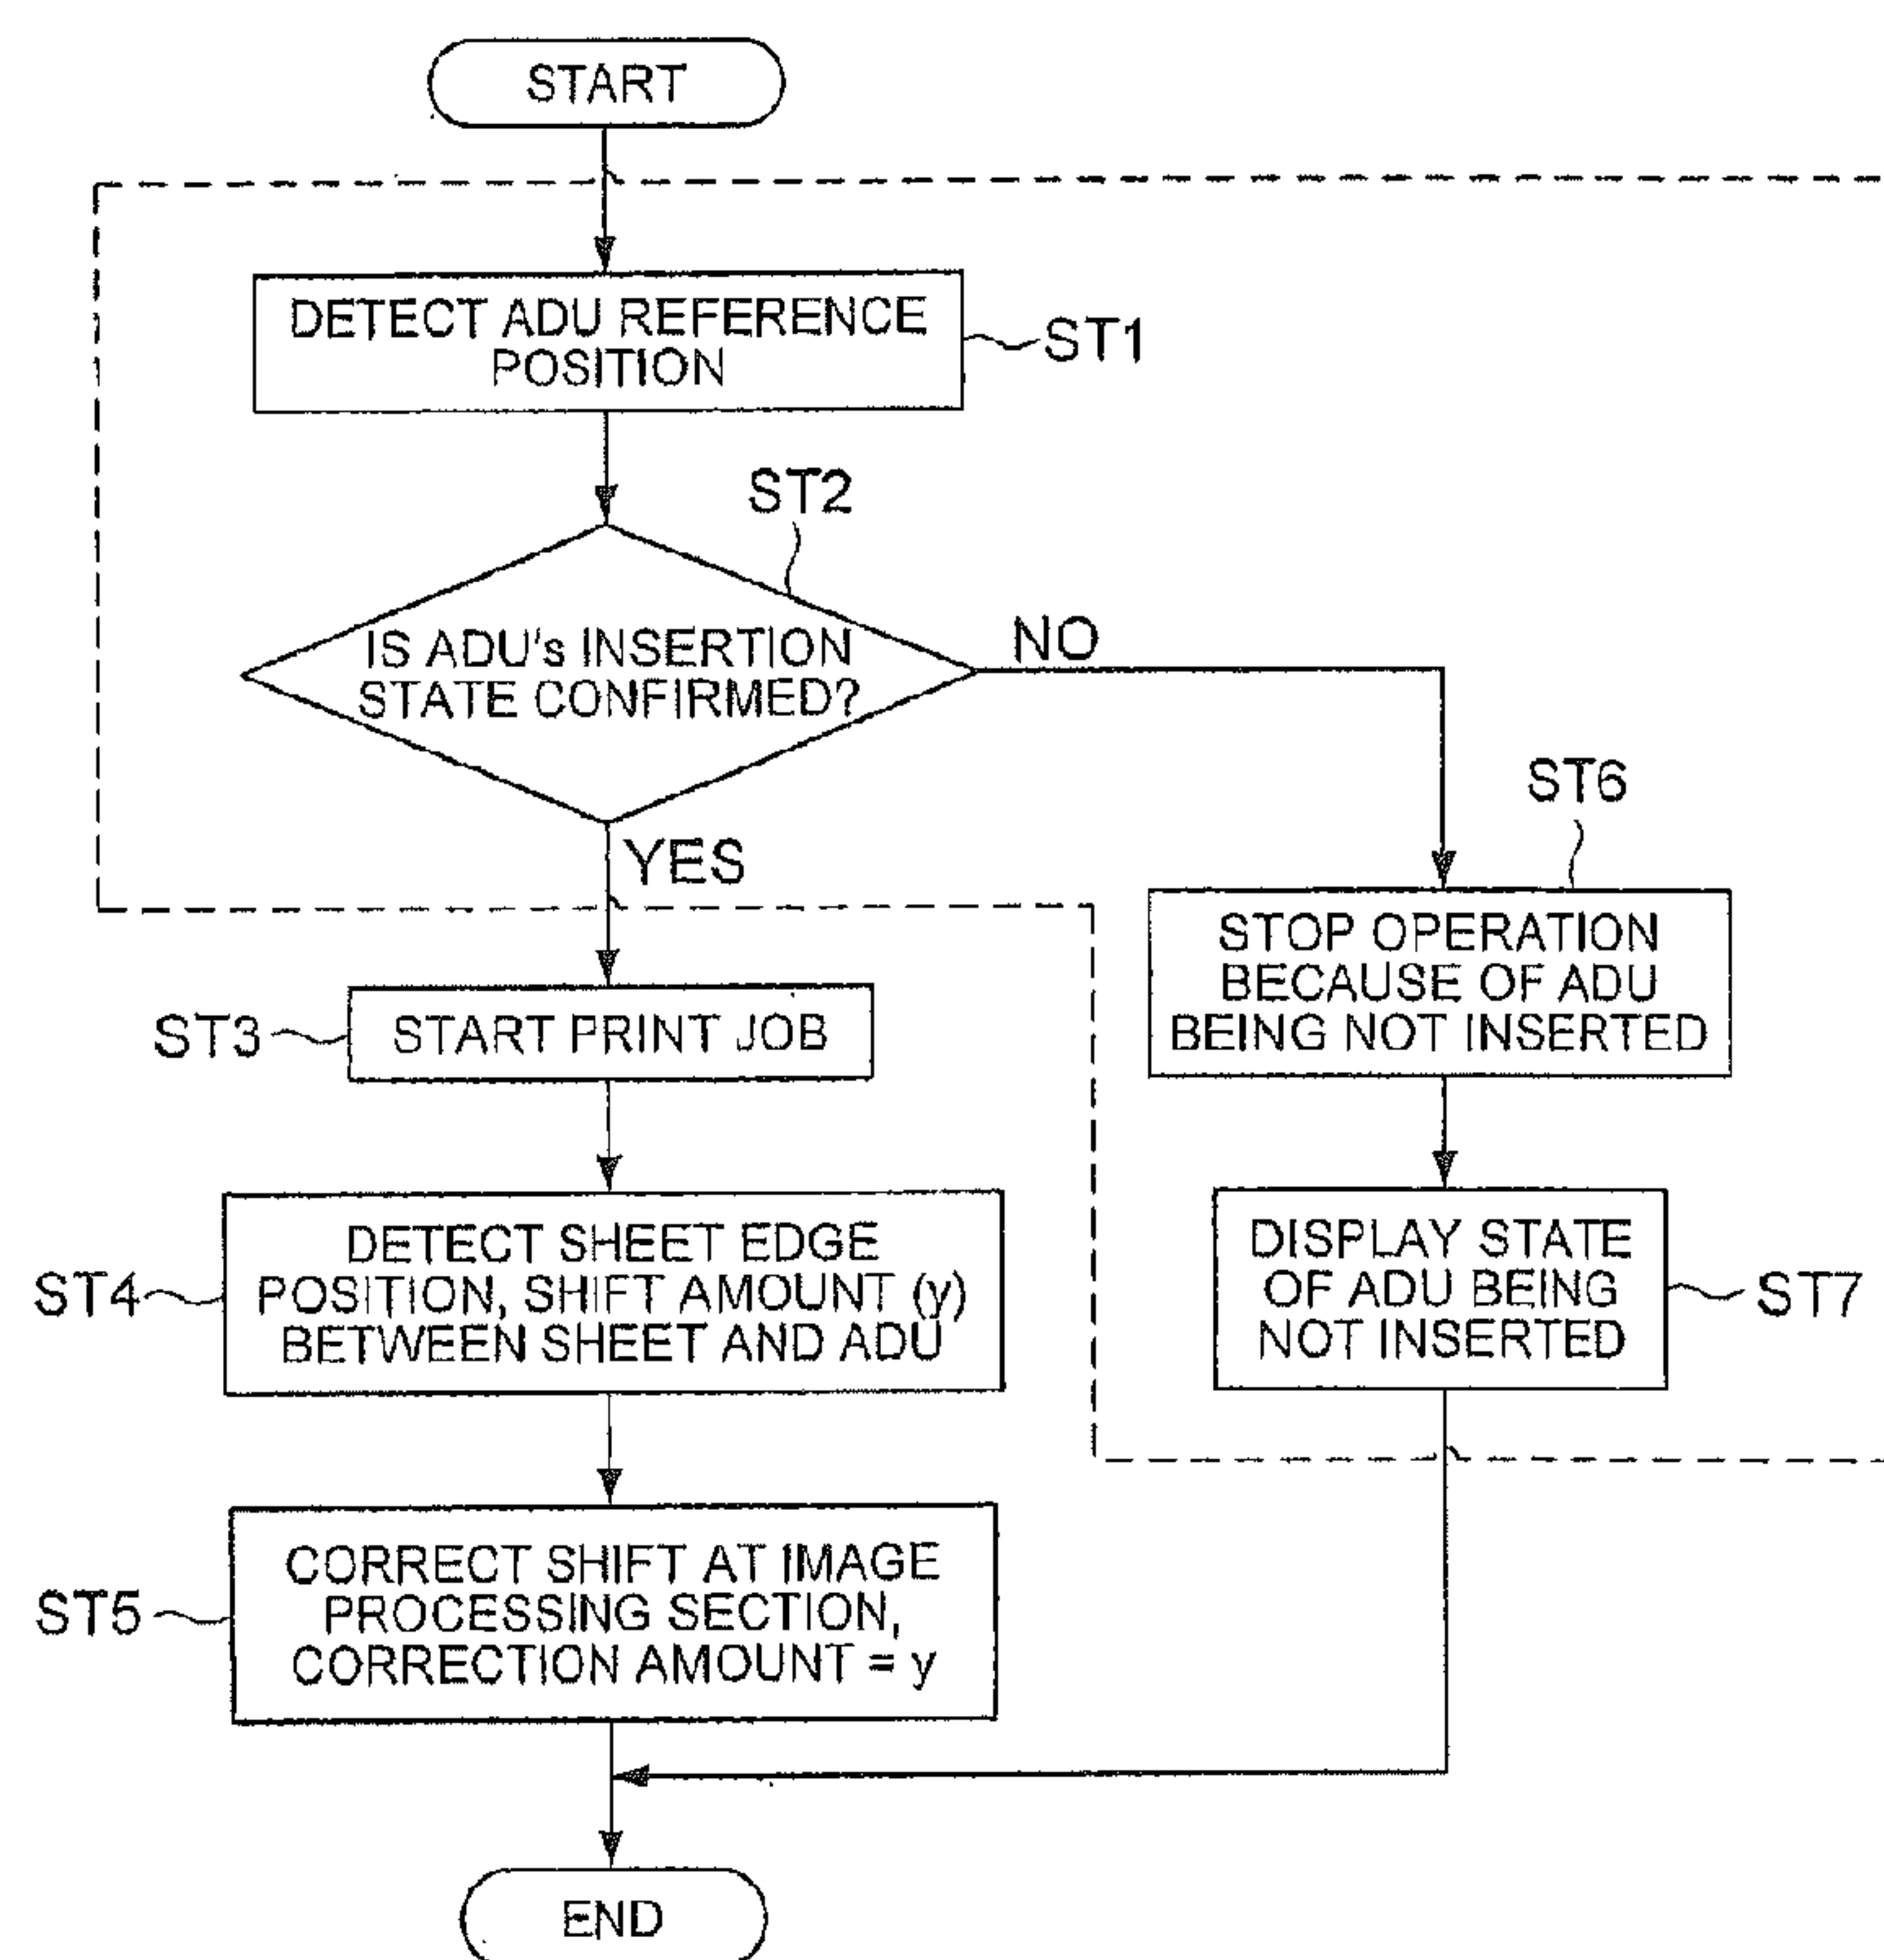 START
DETECT ADU REFERENCE
POSITION
ST1
ST2
IS ADU's INSERTION
STATE CONFIRMED?
NO
YES
ST6
STOP OPERATION
BECAUSE OF ADU
BEING NOT INSERTED
ST3
START PRINT JOB
ST4
DETECT SHEET EDGE
POSITION, SHIFT AMOUNT (y)
BETWEEN SHEET AND ADU
DISPLAY STATE
OF ADU BEING
NOT INSERTED
ST7
ST5
CORRECT SHIFT AT IMAGE
PROCESSING SECTION,
CORRECTION AMOUNT = y
END